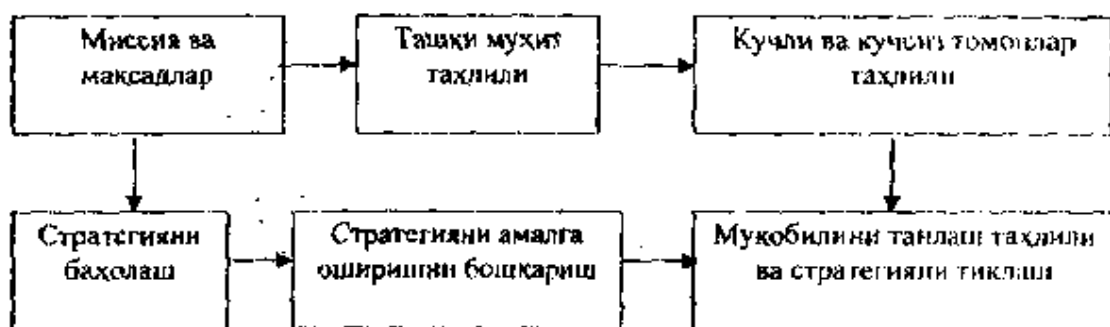 Миссия ва
мақсадлар
Ташқи муҳит
таҳлили
Кучли ва кучсиз томонлар
таҳлили
Стратегияни
баҳолаш
Стратегияни амалга
оширишни бошқариш
Муқобилини танлаш таҳлили
ва стратегияли тиклаш